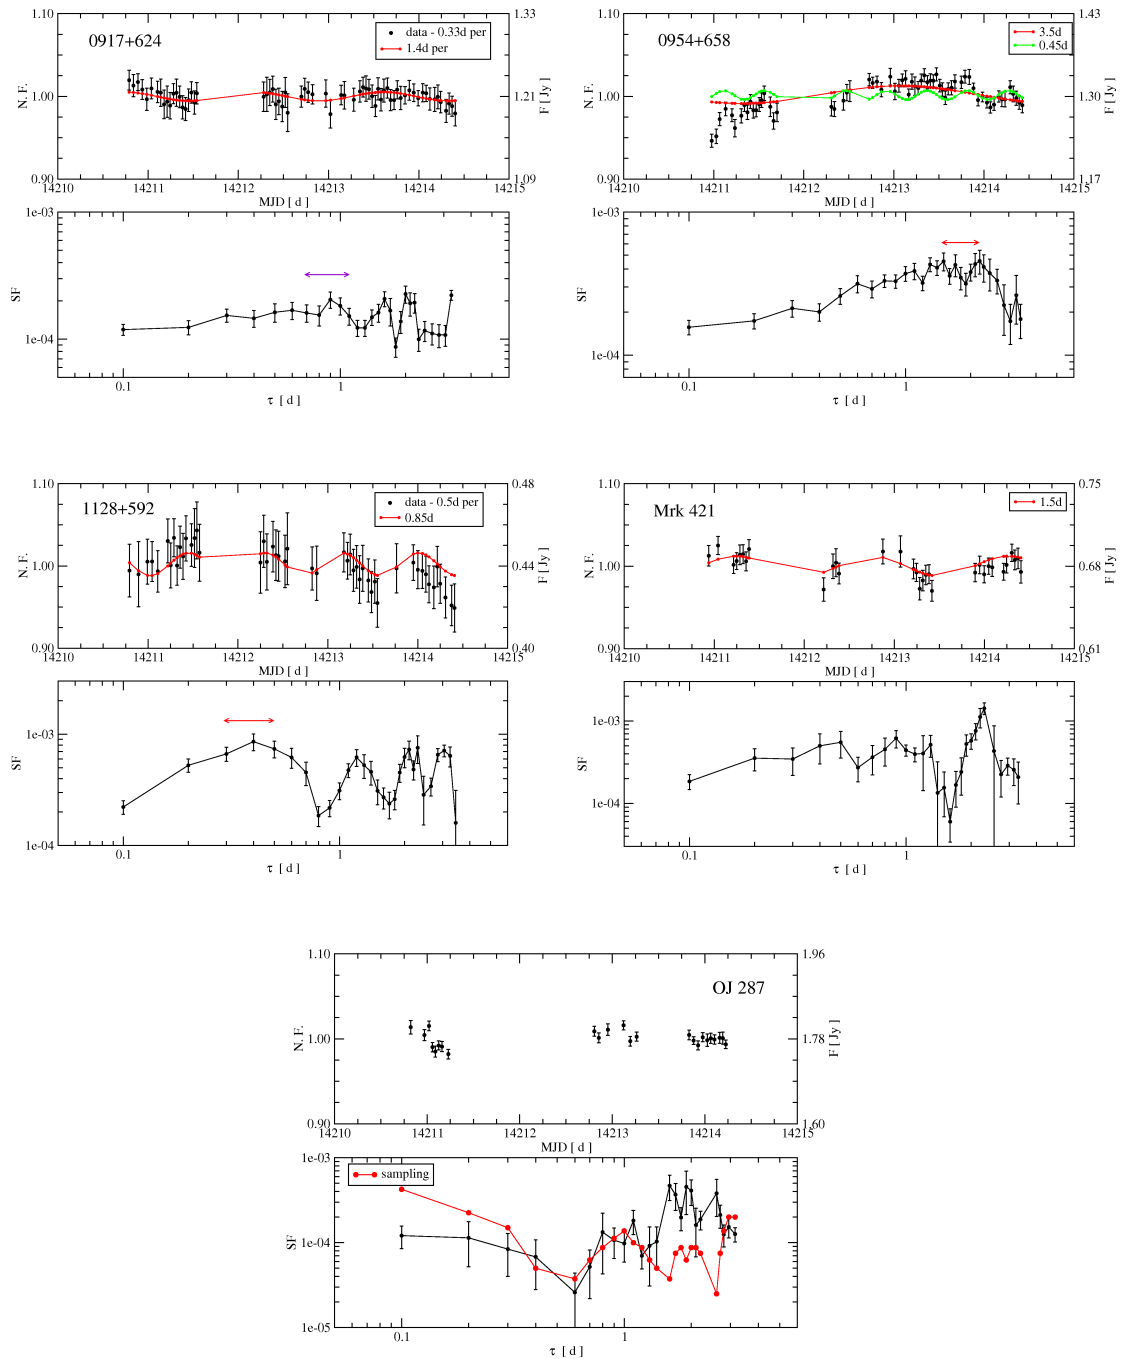 0917+624
data - 0.33d per
1.4d per
1.10
1.00
0.90
N. F.
1.33
1.21
1.09
F [ Jy ]
14210 14211 14212 14213 14214 14215
MJD [ d ]
1e-03
1e-04
SF
0.1 1
τ [ d ]
0954+658
3.5d
0.45d
1.10
1.00
0.90
N. F.
1.43
1.30
1.17
F [ Jy ]
14210 14211 14212 14213 14214 14215
MJD [ d ]
1e-03
1e-04
SF
0.1 1
τ [ d ]
1128+592
data - 0.5d per
0.85d
1.10
1.00
0.90
N. F.
0.48
0.44
0.40
F [ Jy ]
14210 14211 14212 14213 14214 14215
MJD [ d ]
1e-03
1e-04
SF
0.1 1
τ [ d ]
Mrk 421
1.5d
1.10
1.00
0.90
N. F.
0.75
0.68
0.61
F [ Jy ]
14210 14211 14212 14213 14214 14215
MJD [ d ]
1e-03
1e-04
SF
0.1 1
τ [ d ]
OJ 287
1.10
1.00
0.90
N. F.
1.96
1.78
1.60
F [ Jy ]
14210 14211 14212 14213 14214 14215
MJD [ d ]
sampling
1e-03
1e-04
1e-05
SF
0.1 1
τ [ d ]